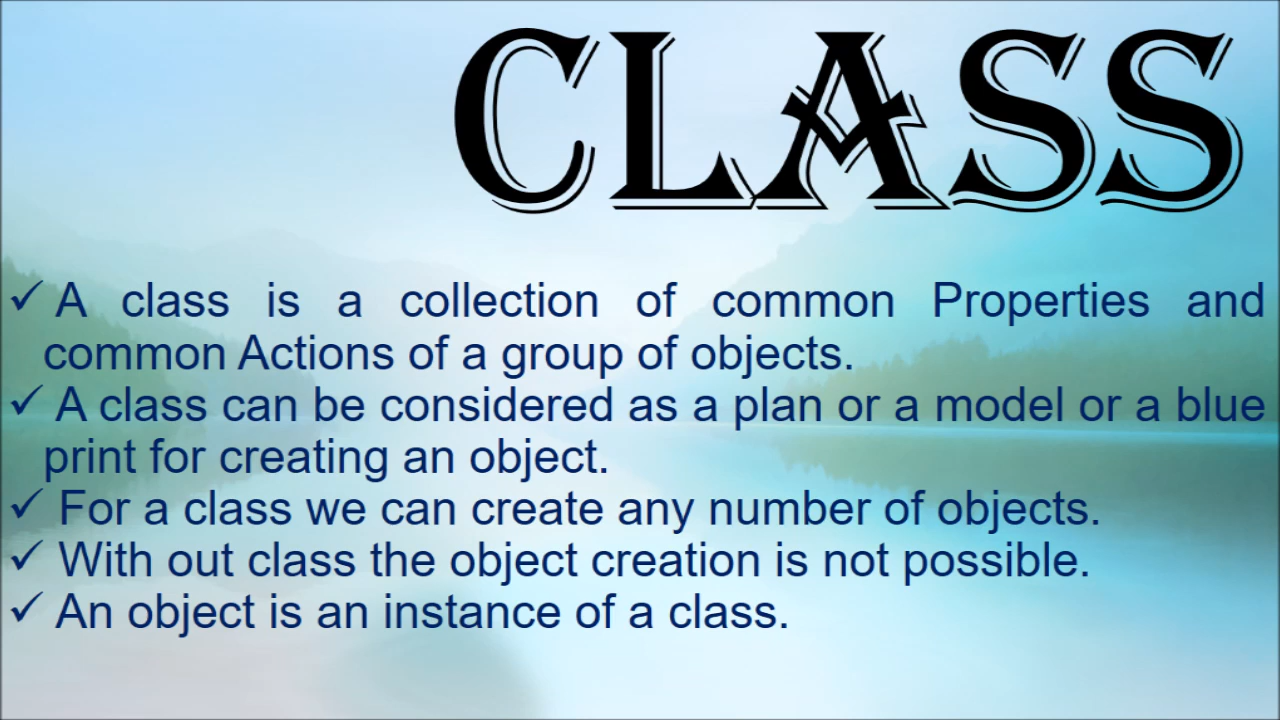 CLASS
✓ A class is a collection of common Properties and
common Actions of a group of objects.
✓ A class can be considered as a plan or a model or a blue
print for creating an object.
✓ For a class we can create any number of objects.
✓ With out class the object creation is not possible.
✓ An object is an instance of a class.